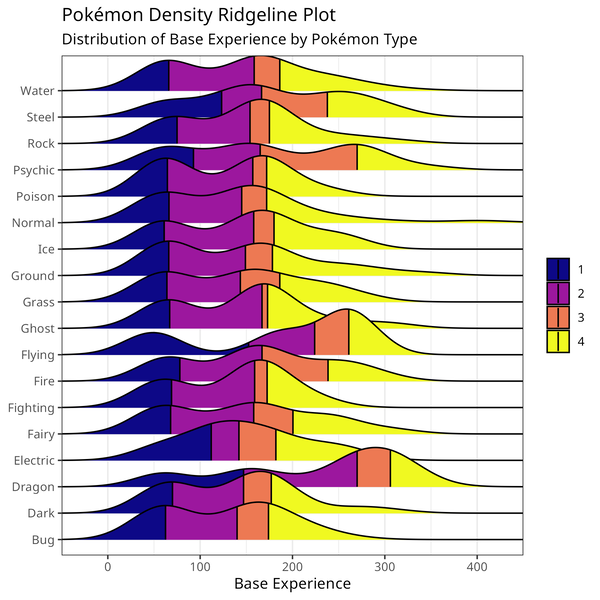 Pokémon Density Ridgeline Plot
Distribution of Base Experience by Pokémon Type
Water
Steel
Rock
Psychic
Poison
Normal
Ice
Ground
Grass
Ghost
Flying
Fire
Fighting
Fairy
Electric
Dragon
Dark
Bug
0 100 200 300 400
Base Experience
1
2
3
4